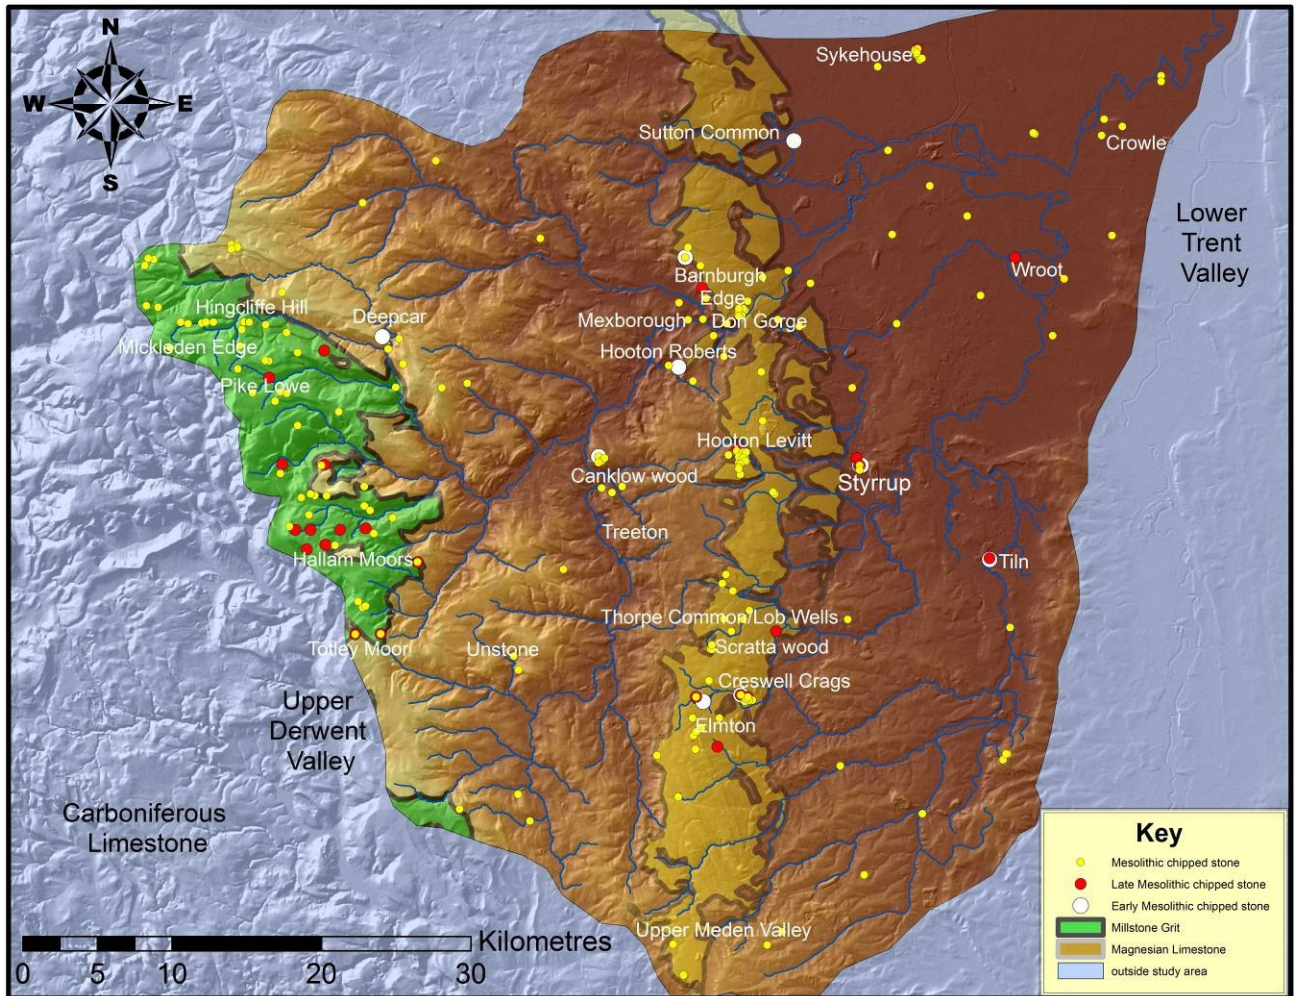 N
W
E
S
Sykehouse
Sutton Common
Crowle
Lower
Trent
Valley
Wroot
Barnburgh
Edge
Hingcliffe Hill
Deepcar
Mexborough
Don Gorge
Mickleden Edge
Hooton Roberts
Pike Lowe
Hooton Levitt
Canklow wood
Styrrup
Treeton
Hallam Moors
Tiln
Thorpe Common/Lob Wells
Totley Moor
Unstone
Scratta wood
Creswell Crags
Upper
Derwent
Valley
Elmton
Carboniferous
Limestone
Upper Meden Valley
Kilometres
0 5 10 20 30
Key
Mesolithic chipped stone
Late Mesolithic chipped stone
Early Mesolithic chipped stone
Millstone Grit
Magnesian Limestone
outside study area